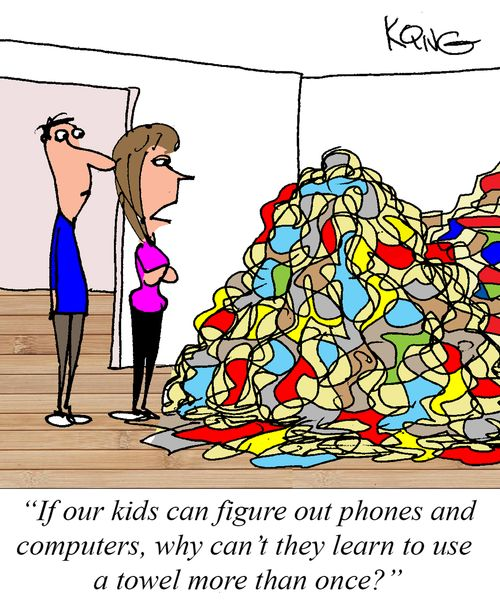 KQNG
“If our kids can figure out phones and
computers, why can’t they learn to use
a towel more than once?”